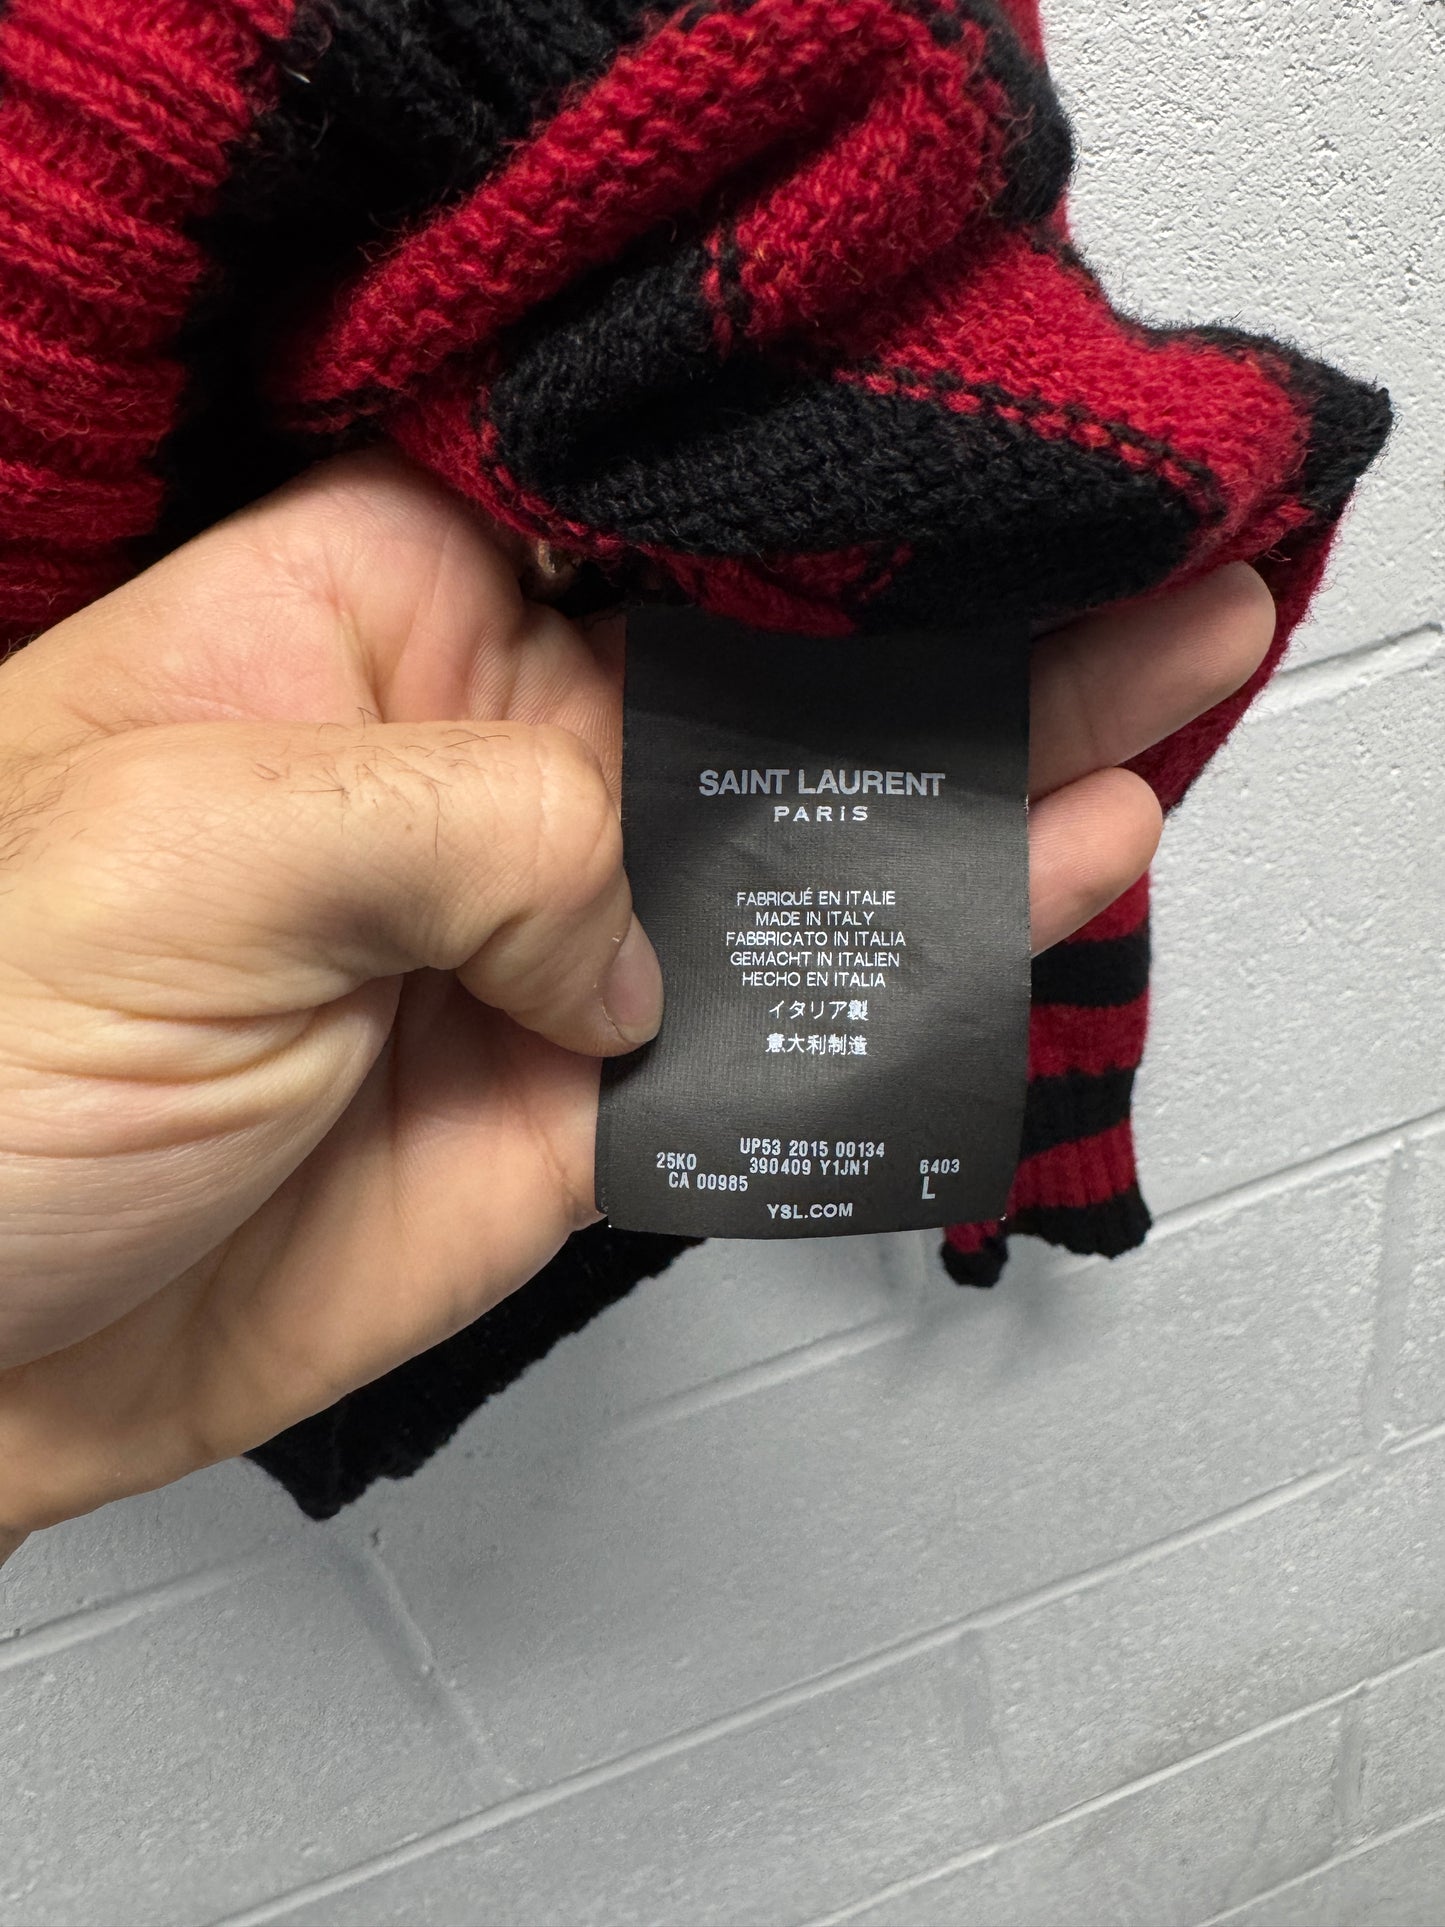 SAINT LAURENT
PARIS
FABRIQUÉ EN ITALIE
MADE IN ITALY
FABBRICATO IN ITALIA
GEMACHT IN ITALIEN
HECHO EN ITALIA
イタリア製
意大利制造
UP53 2015 00134
25KO 390409 Y1JN1 6403
CA 00985 L
YSL.COM